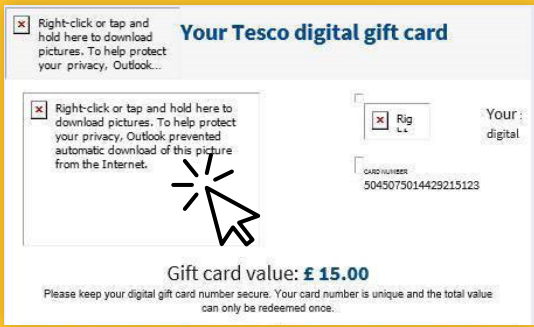 Right-click or tap and
hold here to download
pictures. To help protect
your privacy, Outlook...
Your Tesco digital gift card
Right-click or tap and hold here to
download pictures. To help protect
your privacy, Outlook prevented
automatic download of this picture
from the Internet.
Rig
Your
digital
CARD NUMBER
5045075014429215123
Gift card value: £ 15.00
Please keep your digital gift card number secure. Your card number is unique and the total value
can only be redeemed once.